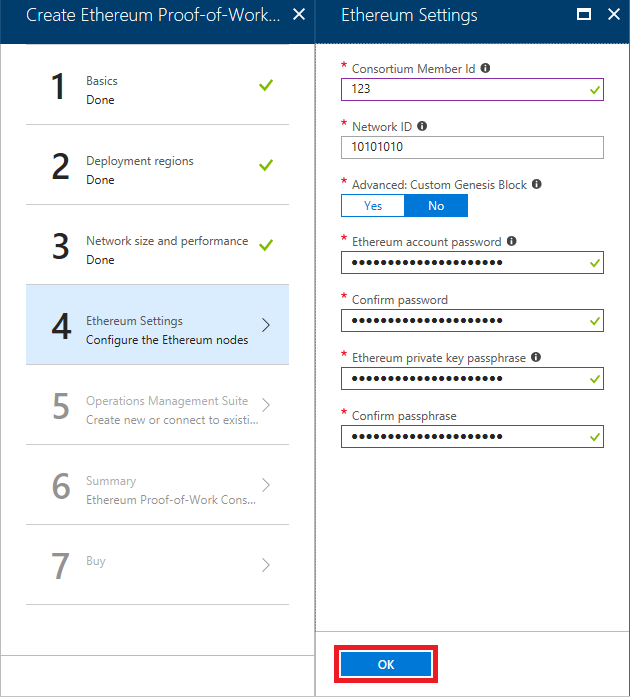 Create Ethereum Proof-of-Work...
1
Basics
Done
2
Deployment regions
Done
3
Network size and performance
Done
4
Ethereum Settings
Configure the Ethereum nodes
5
Operations Management Suite
Create new or connect to existi...
6
Summary
Ethereum Proof-of-Work Cons...
7
Buy
Ethereum Settings
* Consortium Member Id
123
* Network ID
10101010
* Advanced: Custom Genesis Block
Yes No
* Ethereum account password
•••••••••••••••••••••
* Confirm password
•••••••••••••••••••••
* Ethereum private key passphrase
•••••••••••••••••••••
* Confirm passphrase
•••••••••••••••••••••
OK